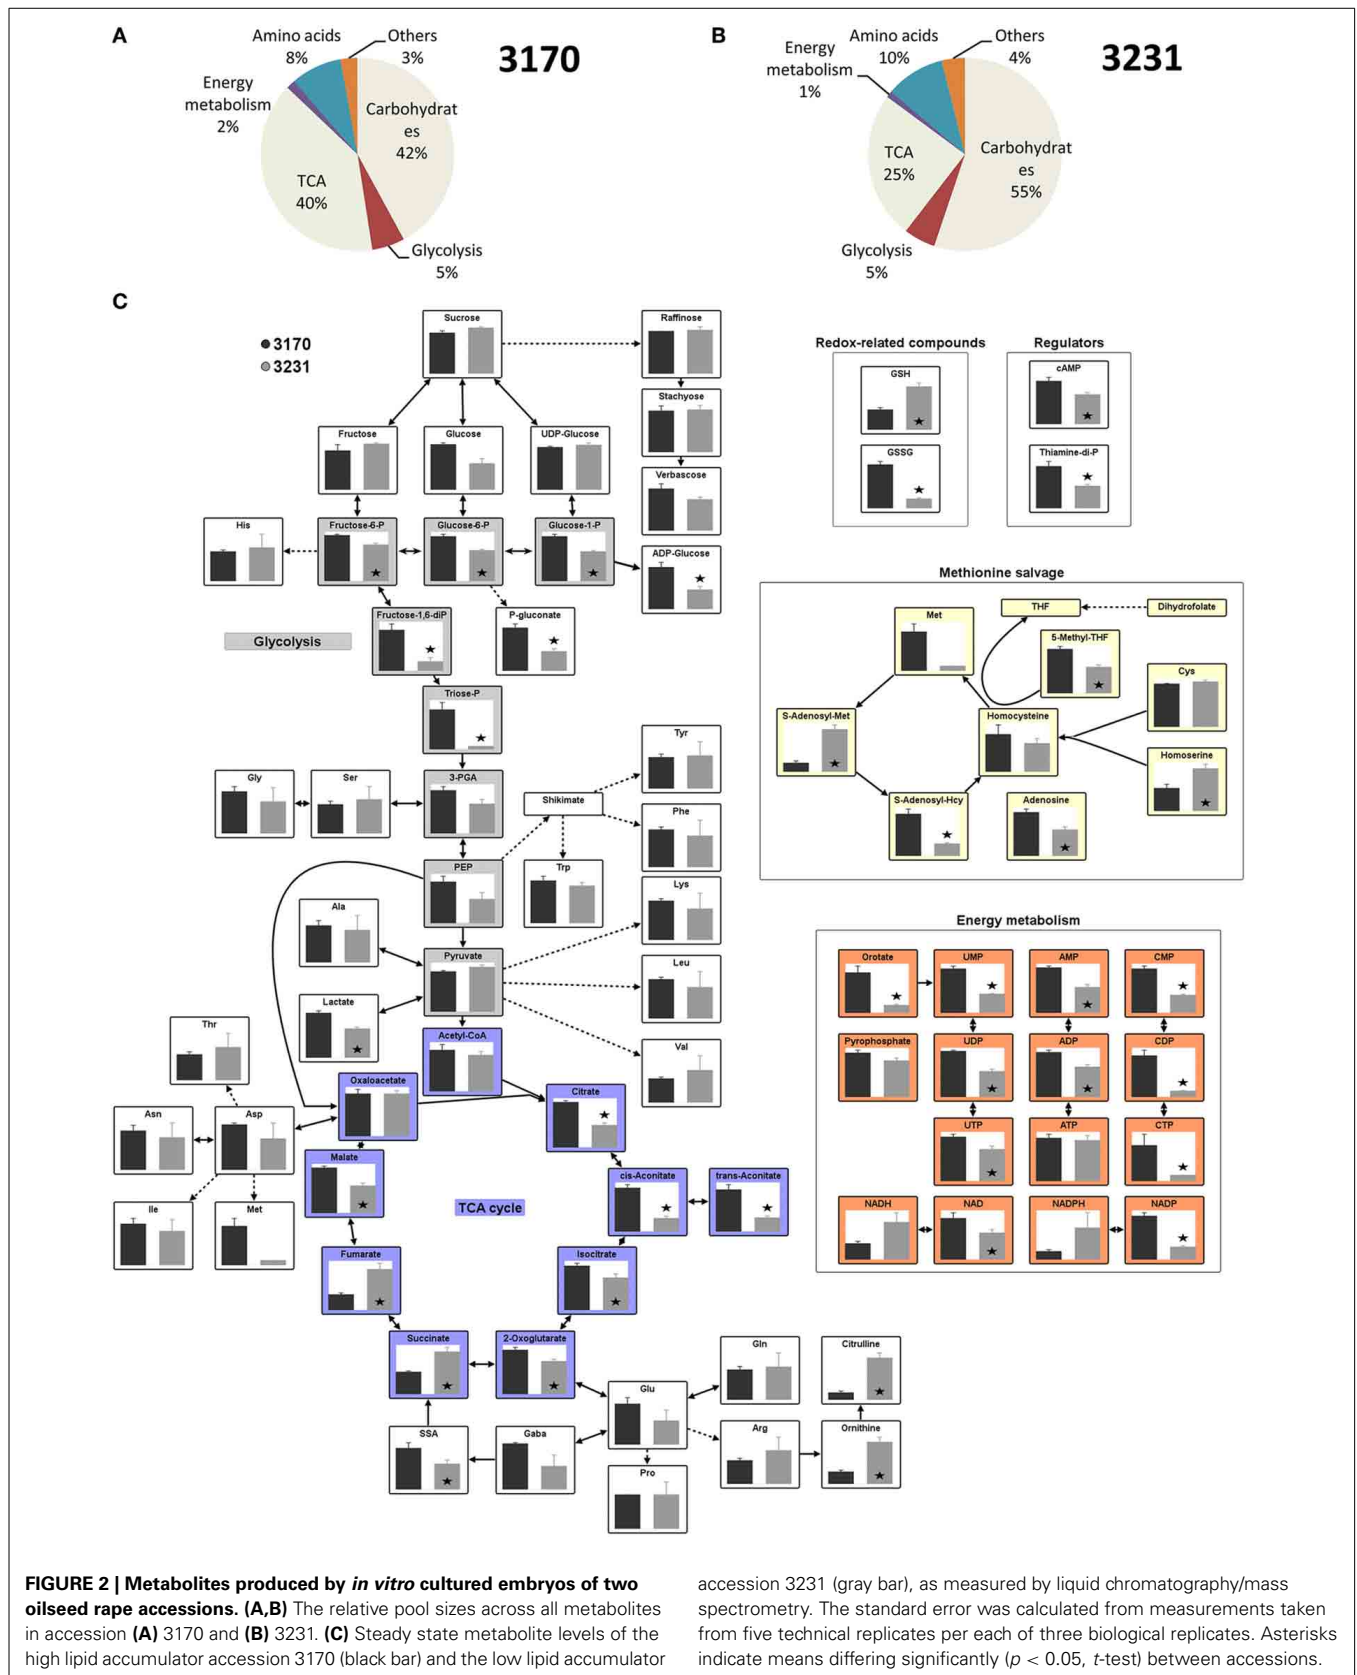 A
Amino acids
8%
Others
3%
3170
Energy
metabolism
2%
Carbohydrat
es
42%
TCA
40%
Glycolysis
5%
B
Energy
metabolism
1%
Amino acids
10%
Others
4%
3231
TCA
25%
Carbohydrat
es
55%
Glycolysis
5%
C
3170
3231
Sucrose
Raffinose
Stachyose
Fructose
Glucose
UDP-Glucose
Verbascose
His
Fructose-6-P
Glucose-6-P
Glucose-1-P
ADP-Glucose
Glycolysis
Fructose-1,6-diP
P-gluconate
Triose-P
Gly
Ser
3-PGA
Shikimate
Tyr
Phe
PEP
Trp
Lys
Ala
Pyruvate
Leu
Lactate
Val
Acetyl-CoA
Thr
Oxaloacetate
Citrate
Asn
Asp
Malate
TCA cycle
cis-Aconitate
trans-Aconitate
Ile
Met
Fumarate
Isocitrate
Succinate
2-Oxoglutarate
Glu
Gln
Citrulline
SSA
Gaba
Arg
Ornithine
Pro
Redox-related compounds
GSH
GSSG
Regulators
cAMP
Thiamine-di-P
Methionine salvage
Met
THF
Dihydrofolate
5-Methyl-THF
Cys
S-Adenosyl-Met
Homocysteine
Homoserine
S-Adenosyl-Hcy
Adenosine
Energy metabolism
Orotate
UMP
AMP
CMP
Pyrophosphate
UDP
ADP
CDP
UTP
ATP
CTP
NADH
NAD
NADPH
NADP
FIGURE 2 | Metabolites produced by in vitro cultured embryos of two
oilseed rape accessions. (A,B) The relative pool sizes across all metabolites
in accession (A) 3170 and (B) 3231. (C) Steady state metabolite levels of the
high lipid accumulator accession 3170 (black bar) and the low lipid accumulator
accession 3231 (gray bar), as measured by liquid chromatography/mass
spectrometry. The standard error was calculated from measurements taken
from five technical replicates per each of three biological replicates. Asterisks
indicate means differing significantly (p < 0.05, t-test) between accessions.